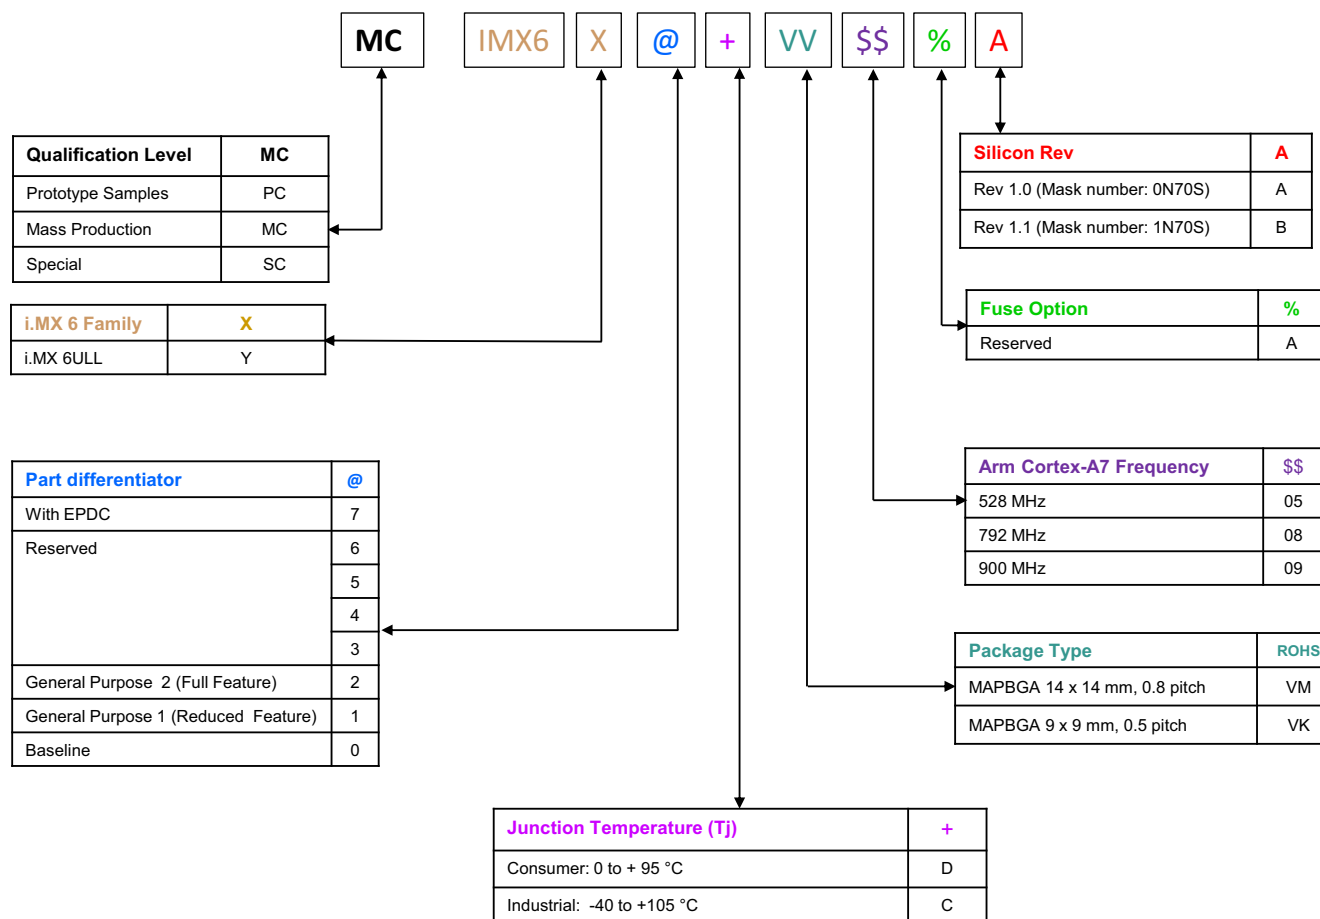 MC IMX6 X @ + VV $$ % A
Qualification Level MC
Prototype Samples PC
Mass Production MC
Special SC
Silicon Rev A
Rev 1.0 (Mask number: 0N70S) A
Rev 1.1 (Mask number: 1N70S) B
i.MX 6 Family X
i.MX 6ULL Y
Fuse Option %
Reserved A
Part differentiator @
With EPDC 7
Reserved 6
5
4
3
General Purpose 2 (Full Feature) 2
General Purpose 1 (Reduced Feature) 1
Baseline 0
Arm Cortex-A7 Frequency $$
528 MHz 05
792 MHz 08
900 MHz 09
Package Type ROHS
MAPBGA 14 x 14 mm, 0.8 pitch VM
MAPBGA 9 x 9 mm, 0.5 pitch VK
Junction Temperature (Tj) +
Consumer: 0 to + 95 °C D
Industrial: -40 to +105 °C C